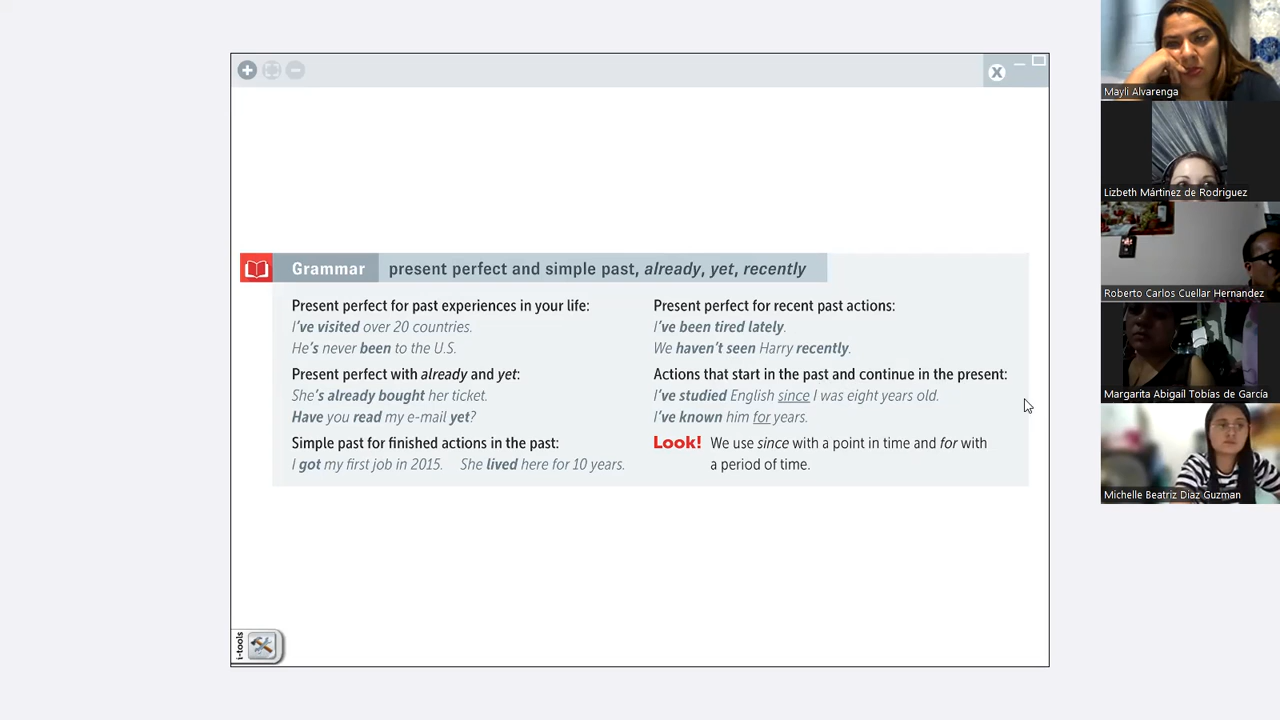 Grammar present perfect and simple past, already, yet, recently
Present perfect for past experiences in your life:
I've visited over 20 countries.
He's never been to the U.S.
Present perfect with already and yet:
She's already bought her ticket.
Have you read my e-mail yet?
Simple past for finished actions in the past:
I got my first job in 2015. She lived here for 10 years.
Present perfect for recent past actions:
I've been tired lately.
We haven't seen Harry recently.
Actions that start in the past and continue in the present:
I've studied English since I was eight years old.
I've known him for years.
Look! We use since with a point in time and for with
a period of time.
i-tools
Mayli Alvarenga
Lizbeth Mártinez de Rodríguez
Roberto Carlos Cuellar Hernandez
Margarita Abigaíl Tobías de García
Michelle Beatriz Diaz Guzman